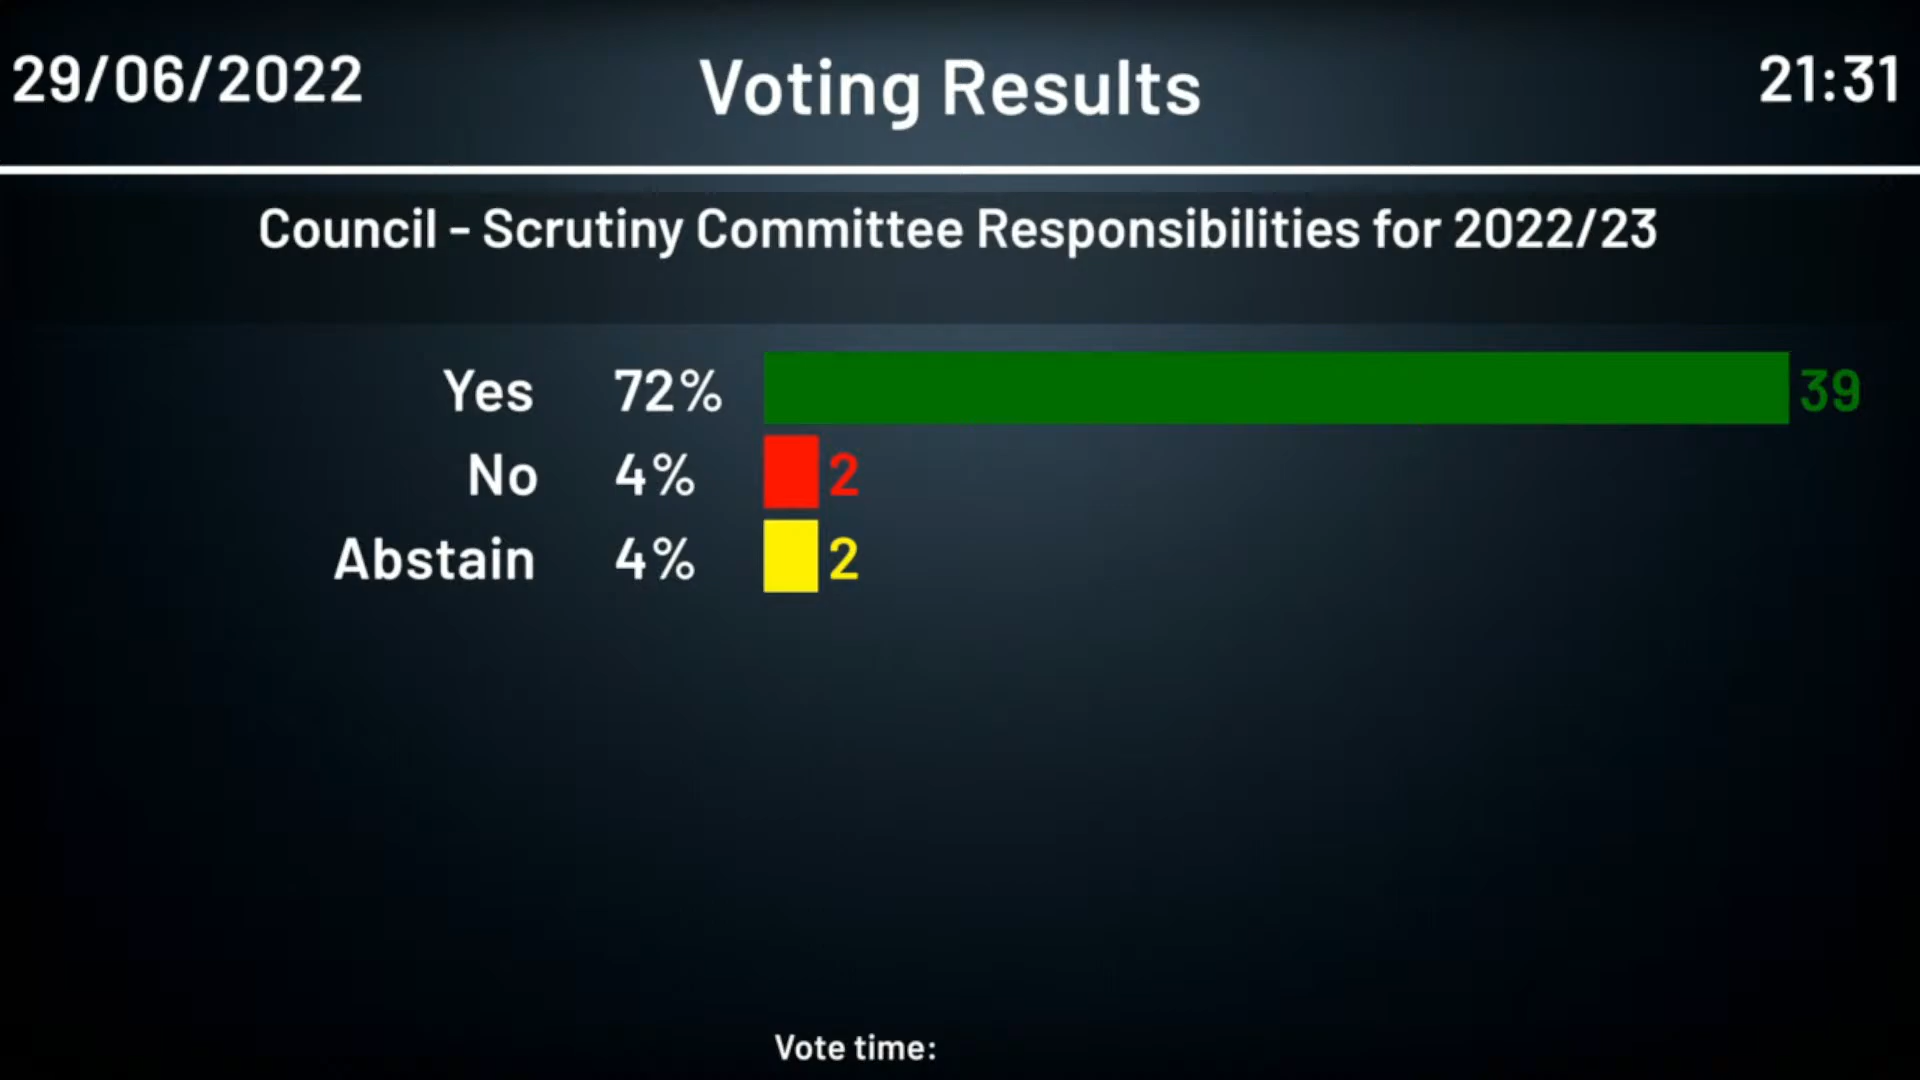 29/06/2022 Voting Results 21:31
Council - Scrutiny Committee Responsibilities for 2022/23
Yes 72% 39
No 4% 2
Abstain 4% 2
Vote time: